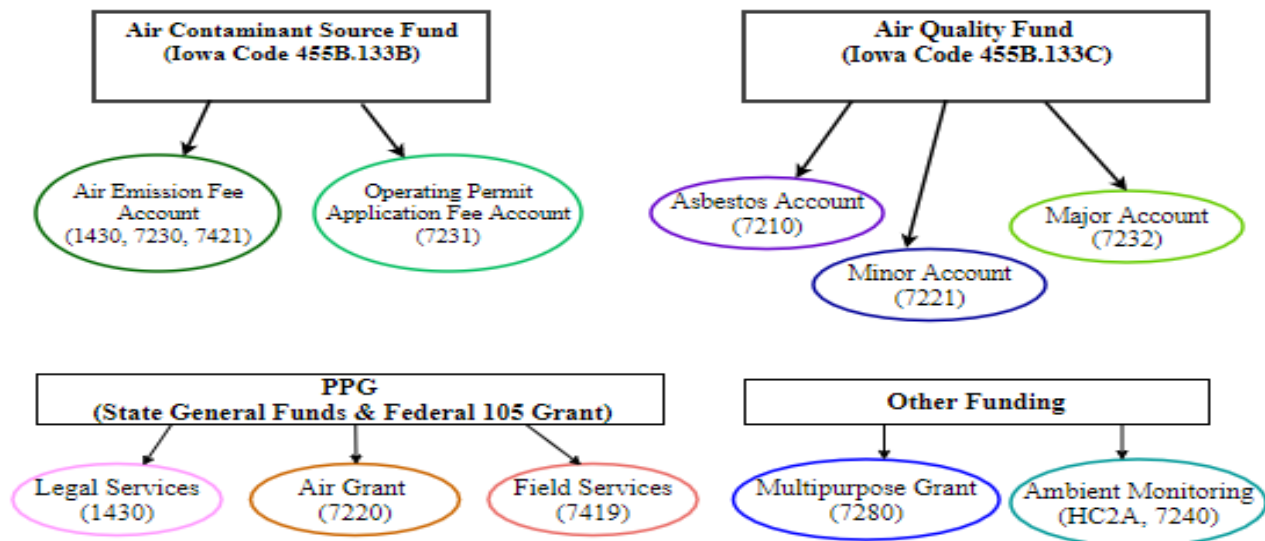 Air Contaminant Source Fund
(Iowa Code 455B.133B)
Air Quality Fund
(Iowa Code 455B.133C)
Air Emission Fee
Account
(1430, 7230, 7421)
Operating Permit
Application Fee Account
(7231)
Asbestos Account
(7210)
Minor Account
(7221)
Major Account
(7232)
PPG
(State General Funds & Federal 105 Grant)
Other Funding
Legal Services
(1430)
Air Grant
(7220)
Field Services
(7419)
Multipurpose Grant
(7280)
Ambient Monitoring
(HC2A, 7240)